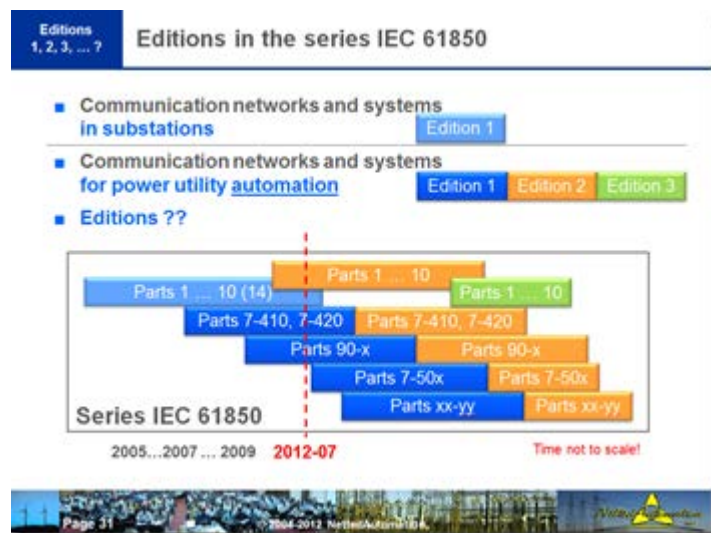 Editions
1, 2, 3, ... ?
Editions in the series IEC 61850
Communication networks and systems
in substations
Edition 1
Communication networks and systems
for power utility automation
Edition 1
Edition 2
Edition 3
Editions ??
Parts 1 ... 10
Parts 1 ... 10 (14)
Parts 1 ... 10
Parts 7-410, 7-420
Parts 7-410, 7-420
Parts 90-x
Parts 90-x
Parts 7-50x
Parts 7-50x
Parts xx-yy
Parts xx-yy
Series IEC 61850
2005...2007 ... 2009
2012-07
Time not to scale!
Page 31
© 2004-2012 NettedAutomation
NettedAutomation